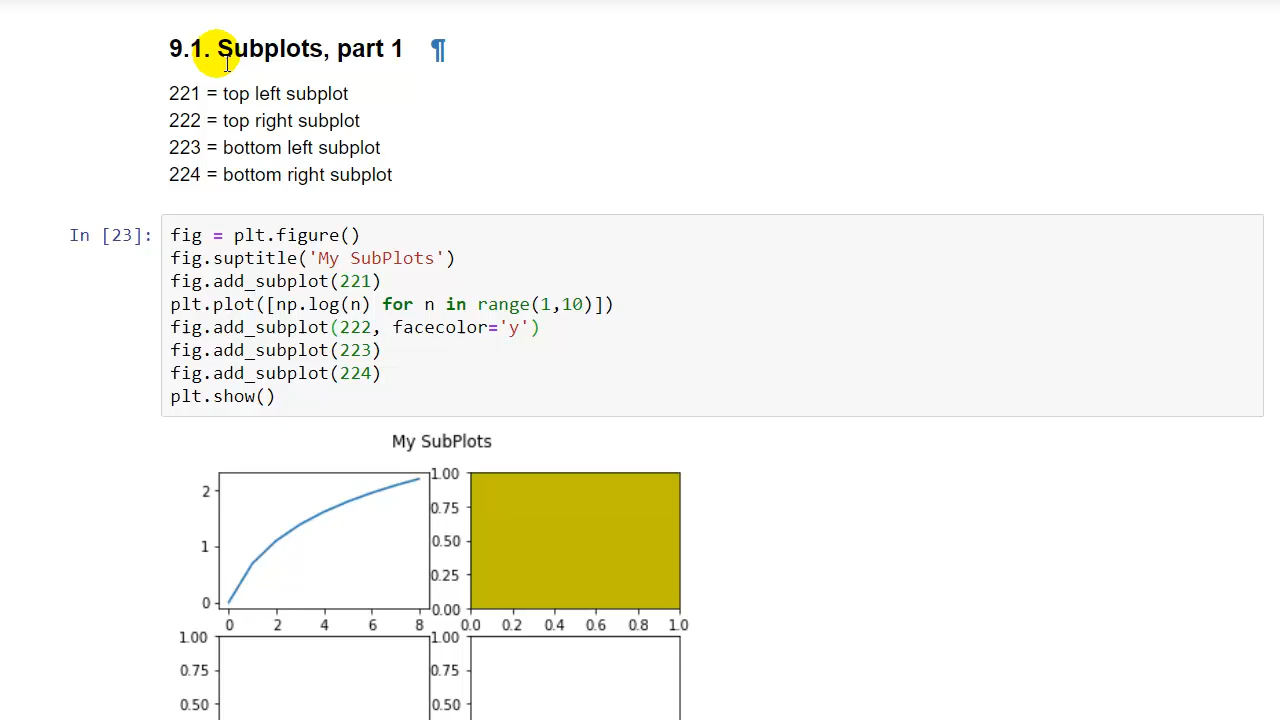 9.1. Subplots, part 1 ¶
221 = top left subplot
222 = top right subplot
223 = bottom left subplot
224 = bottom right subplot
In [23]:
fig = plt.figure()
fig.suptitle('My SubPlots')
fig.add_subplot(221)
plt.plot([np.log(n) for n in range(1,10)])
fig.add_subplot(222, facecolor='y')
fig.add_subplot(223)
fig.add_subplot(224)
plt.show()
My SubPlots
2
1
0
0 2 4 6 8
1.00
0.75
0.50
0.25
0.00
0.0 0.2 0.4 0.6 0.8 1.0
1.00
0.75
0.50
1.00
0.75
0.50